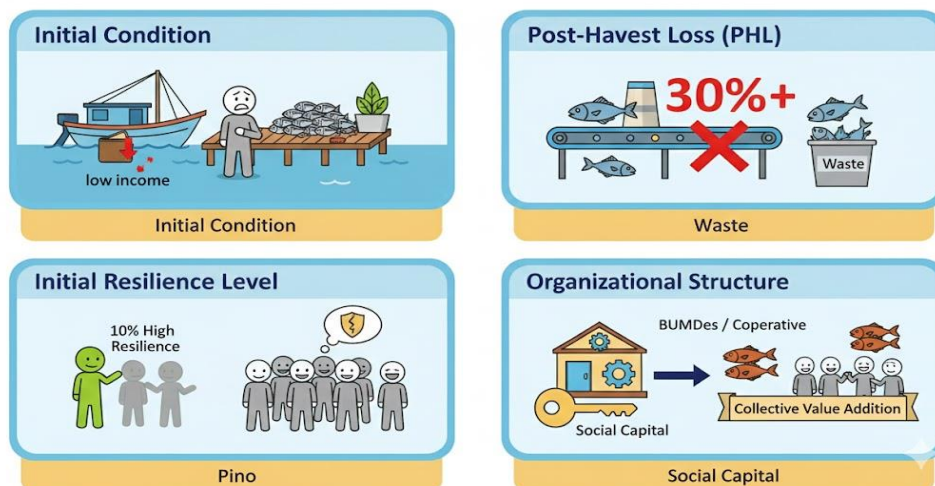 Initial Condition
low income
Initial Condition
Post-Havest Loss (PHL)
30%+
Waste
Waste
Initial Resilience Level
10% High
Resilience
Pino
Organizational Structure
BUMDes / Coperative
Social Capital
Collective Value Addition
Social Capital